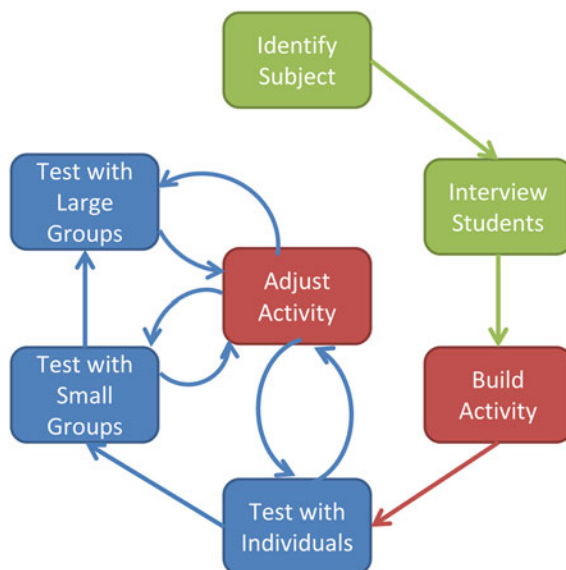 Identify
Subject
Test with
Large
Groups
Interview
Students
Adjust
Activity
Test with
Small
Groups
Build
Activity
Test with
Individuals